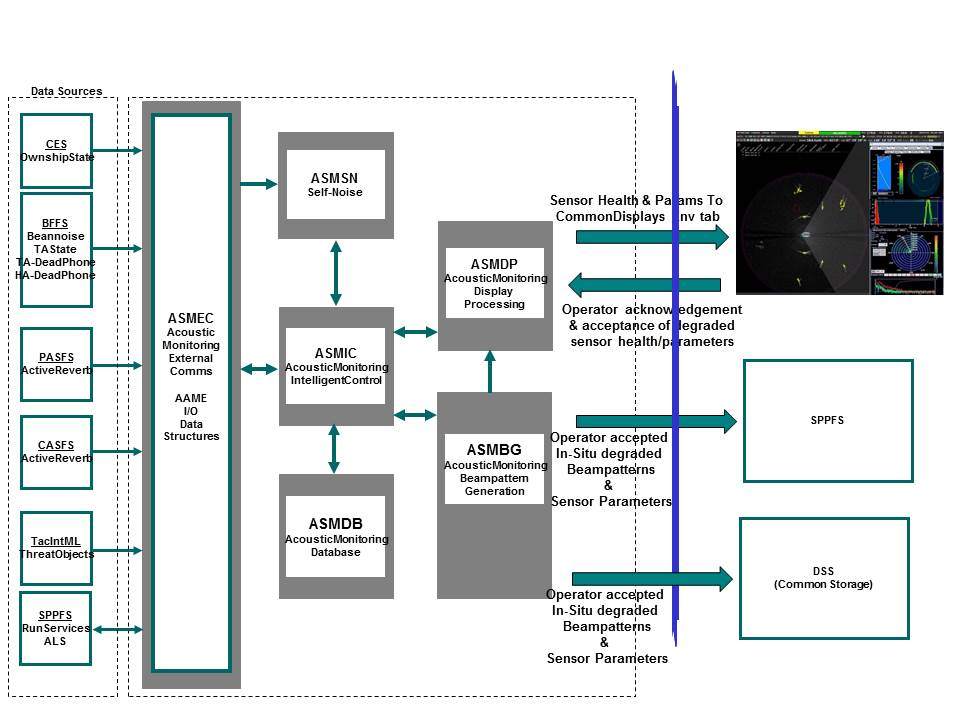 Data Sources
CES
OwnshipState
BFFS
Beannoise
TAState
TA-DeadPhone
HA-DeadPhone
PASFS
ActiveReverb
CASFS
ActiveReverb
TacIntML
ThreatObjects
SPPFS
RunServices
ALS
ASMEC
Acoustic
Monitoring
External
Comms
AAME
I/O
Data
Structures
ASMSN
Self-Noise
ASMIC
AcousticMonitoring
IntelligentControl
ASMDB
AcousticMonitoring
Database
ASMDP
AcousticMonitoring
Display
Processing
ASMBG
AcousticMonitoring
Beampattern
Generation
Sensor Health & Params To
CommonDisplays nv tab
Operator acknowledgement
& acceptance of degraded
sensor health/parameters
Operator accepted
In-Situ degraded
Beampatterns
&
Sensor Parameters
Operator accepted
In-Situ degraded
Beampatterns
&
Sensor Parameters
SPPFS
DSS
(Common Storage)